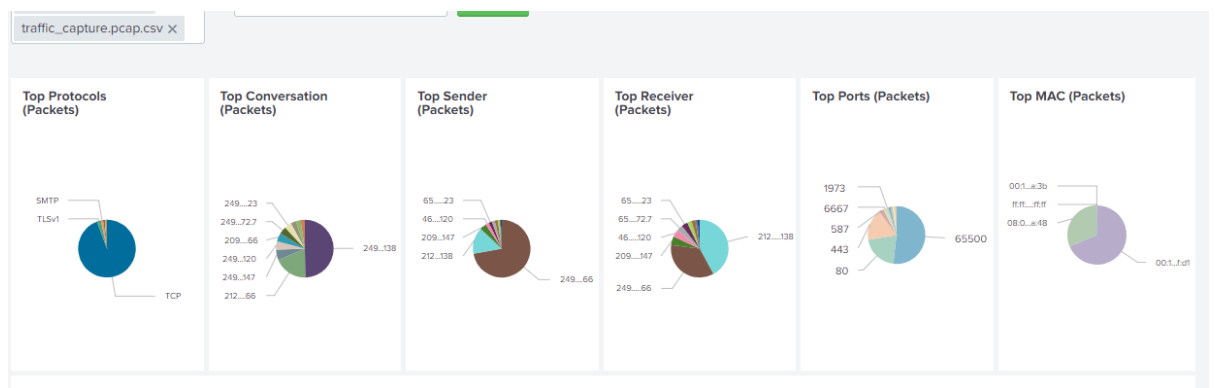 traffic_capture.pcap.csv ×
Top Protocols
(Packets)
SMTP
TLSv1
TCP
Top Conversation
(Packets)
249....23
249...72.7
209....66
249...120
249...147
212....66
249...138
Top Sender
(Packets)
65....23
46...120
209...147
212...138
249....66
Top Receiver
(Packets)
65....23
65...72.7
46...120
209...147
249....66
212....138
Top Ports (Packets)
1973
6667
587
443
80
65500
Top MAC (Packets)
00:1...a:3b
ff:ff....ff:ff
08:0...a:48
00:1...f:d1